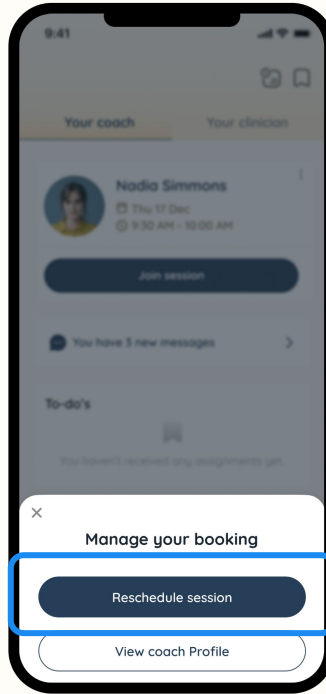 9:41
Your coach
Your clinician
Nadia Simmons
Thu 17 Dec
9:30 AM - 10:00 AM
Join session
You have 3 new messages
To-do's
You haven't received any assignments yet
Manage your booking
Reschedule session
View coach Profile